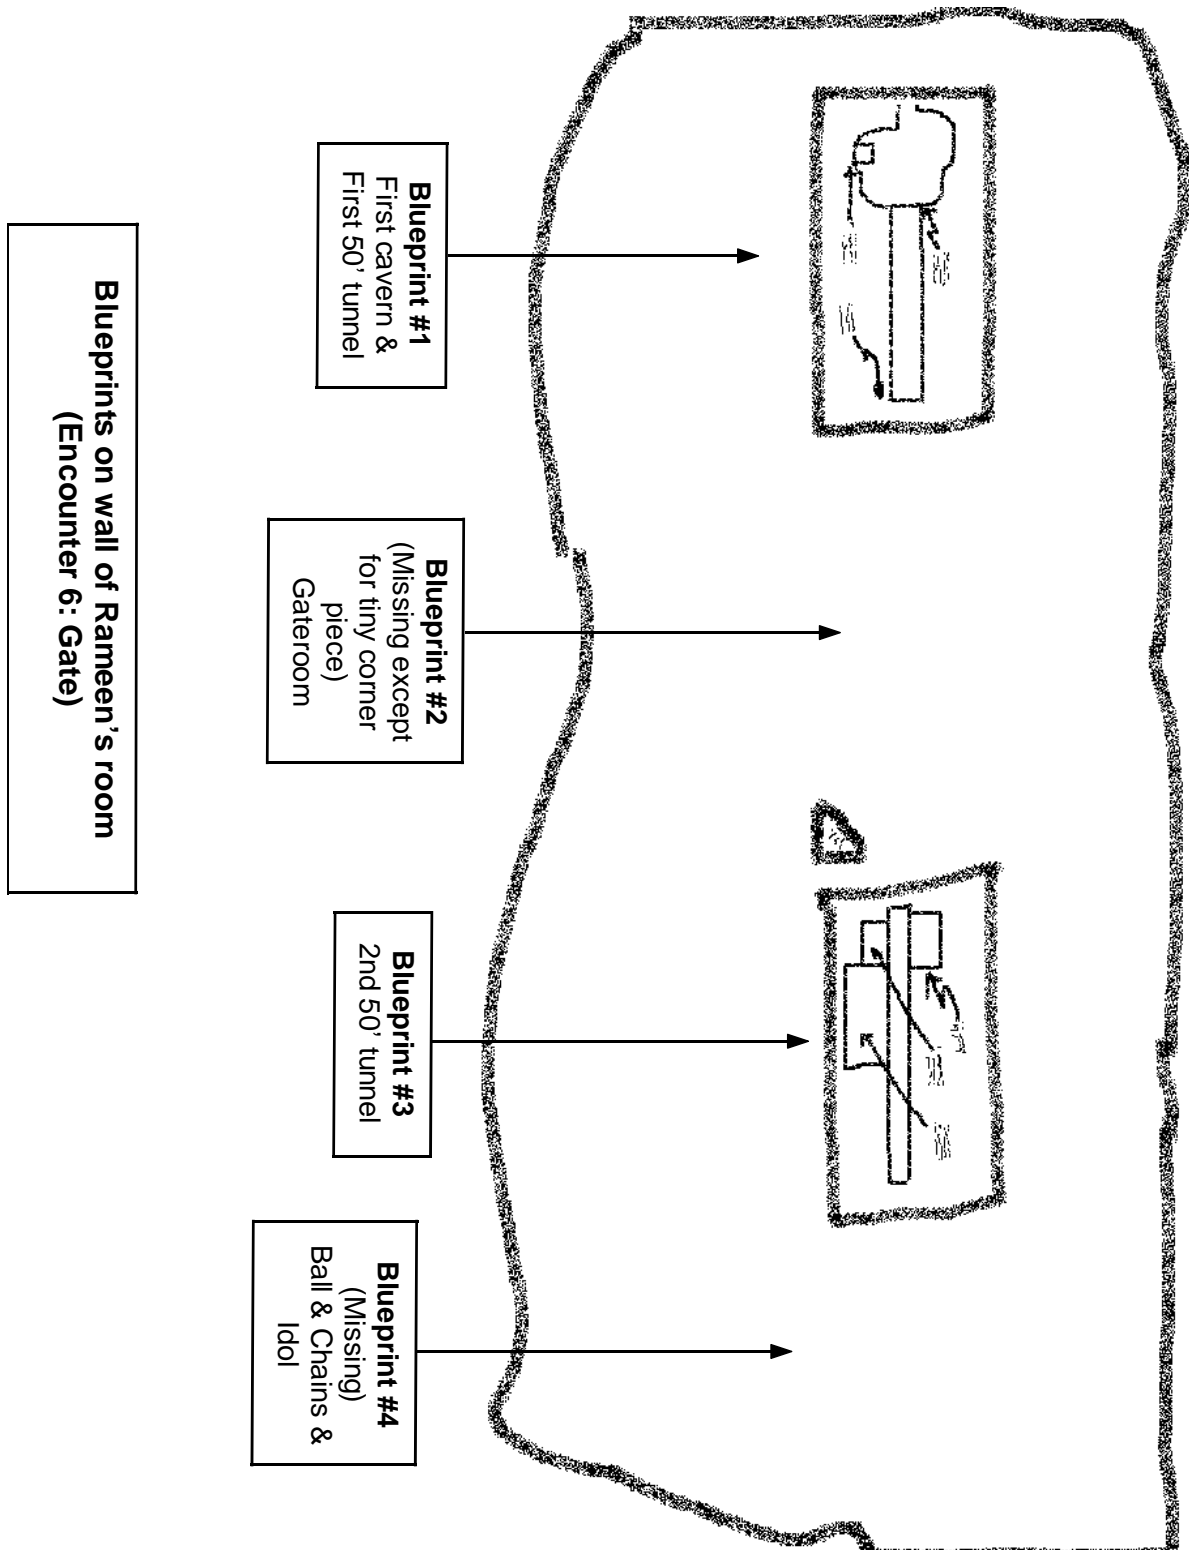 Blueprint #1
First cavern &
First 50' tunnel
Blueprint #2
(Missing except
for tiny corner
piece)
Gateroom
Blueprint #3
2nd 50' tunnel
Blueprint #4
(Missing)
Ball & Chains &
Idol
Blueprints on wall of Rameen's room
(Encounter 6: Gate)